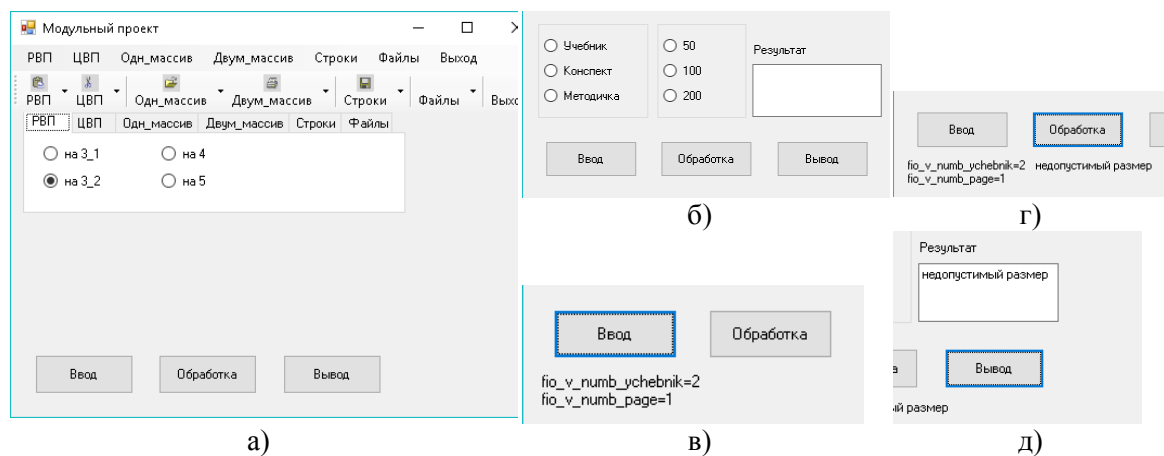 Модульный проект
РВП ЦВП Одн_массив Двум_массив Строки Файлы Выход
РВП ЦВП Одн_массив Двум_массив Строки Файлы
РВП ЦВП Одн_массив Двум_массив Строки Файлы
на 3_1 на 4
на 3_2 на 5
Ввод Обработка Вывод
а)
Учебник 50 Результат
Конспект 100
Методичка 200
Ввод Обработка Вывод
б)
Ввод Обработка
fio_v_numb_ychebnik=2
fio_v_numb_page=1
в)
Ввод Обработка
fio_v_numb_ychebnik=2 недопустимый размер
fio_v_numb_page=1
г)
Результат
недопустимый размер
Вывод
ый размер
д)